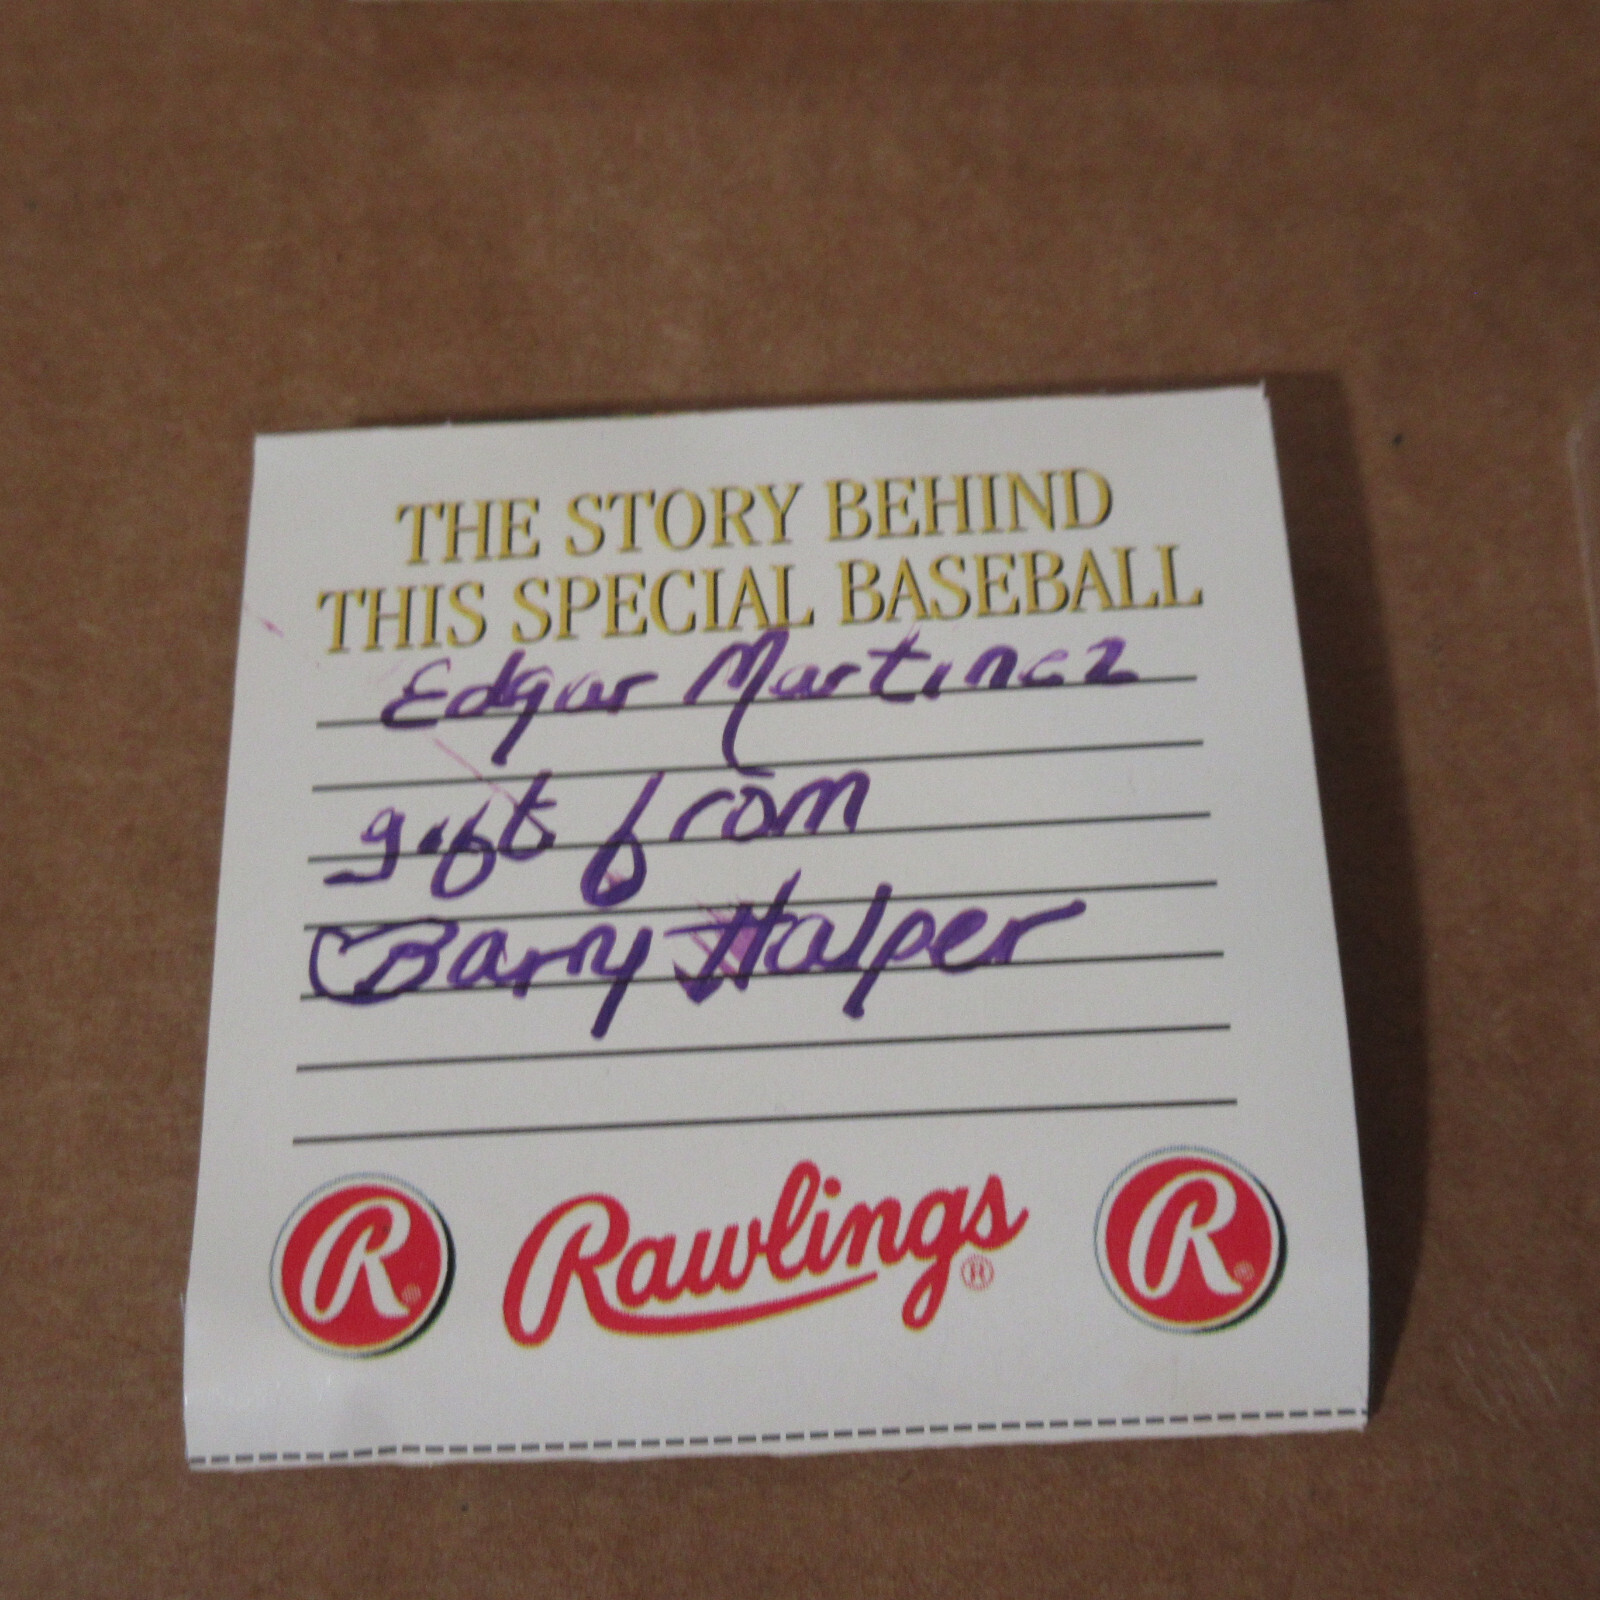 THE STORY BEHIND
THIS SPECIAL BASEBALL
Edgar Martinez
gift from
Barry Halper
R Rawlings® R